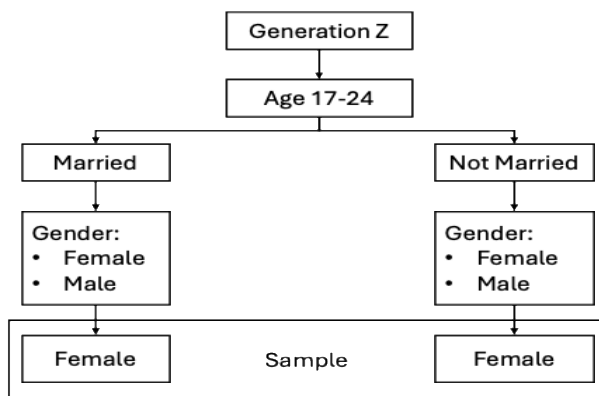 Generation Z
Age 17-24
Married
Not Married
Gender:
• Female
• Male
Gender:
• Female
• Male
Female
Sample
Female